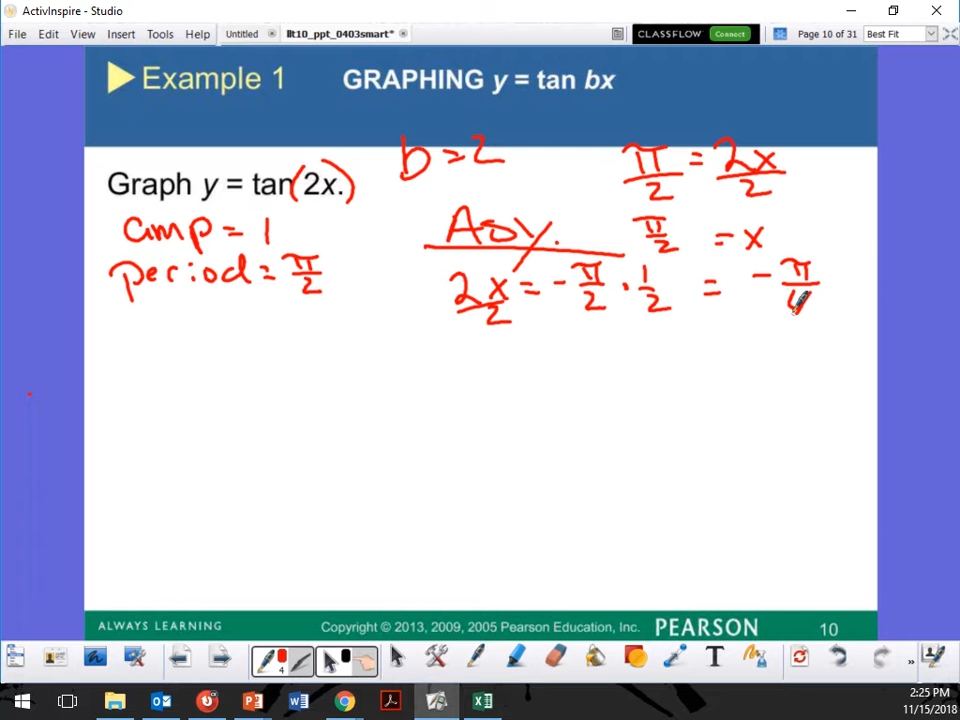 ActivInspire - Studio
File Edit View Insert Tools Help Untitled llt10_ppt_0403smart* CLASSFLOW Connect Page 10 of 31 Best Fit
Example 1 GRAPHING y = tan bx
b = 2
π/2 = 2x/2
Graph y = tan(2x.)
amp = 1
Asy. π/2 = x
period = π/2
2x/2 = -π/2 · 1/2 = -π/4
ALWAYS LEARNING Copyright © 2013, 2009, 2005 Pearson Education, Inc. PEARSON 10
4 T »
2:25 PM
11/15/2018